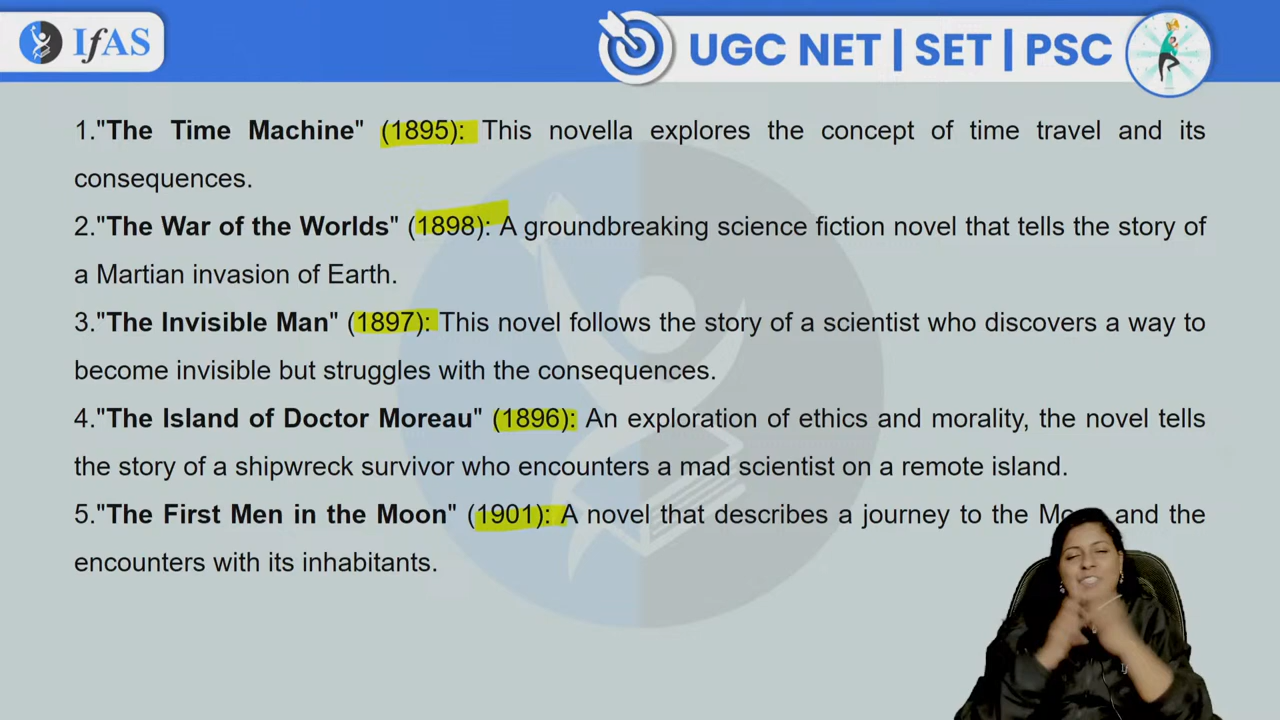 IfAS
UGC NET | SET | PSC
1."The Time Machine" (1895): This novella explores the concept of time travel and its
consequences.
2."The War of the Worlds" (1898): A groundbreaking science fiction novel that tells the story of
a Martian invasion of Earth.
3."The Invisible Man" (1897): This novel follows the story of a scientist who discovers a way to
become invisible but struggles with the consequences.
4."The Island of Doctor Moreau" (1896): An exploration of ethics and morality, the novel tells
the story of a shipwreck survivor who encounters a mad scientist on a remote island.
5."The First Men in the Moon" (1901): A novel that describes a journey to the and the
encounters with its inhabitants.